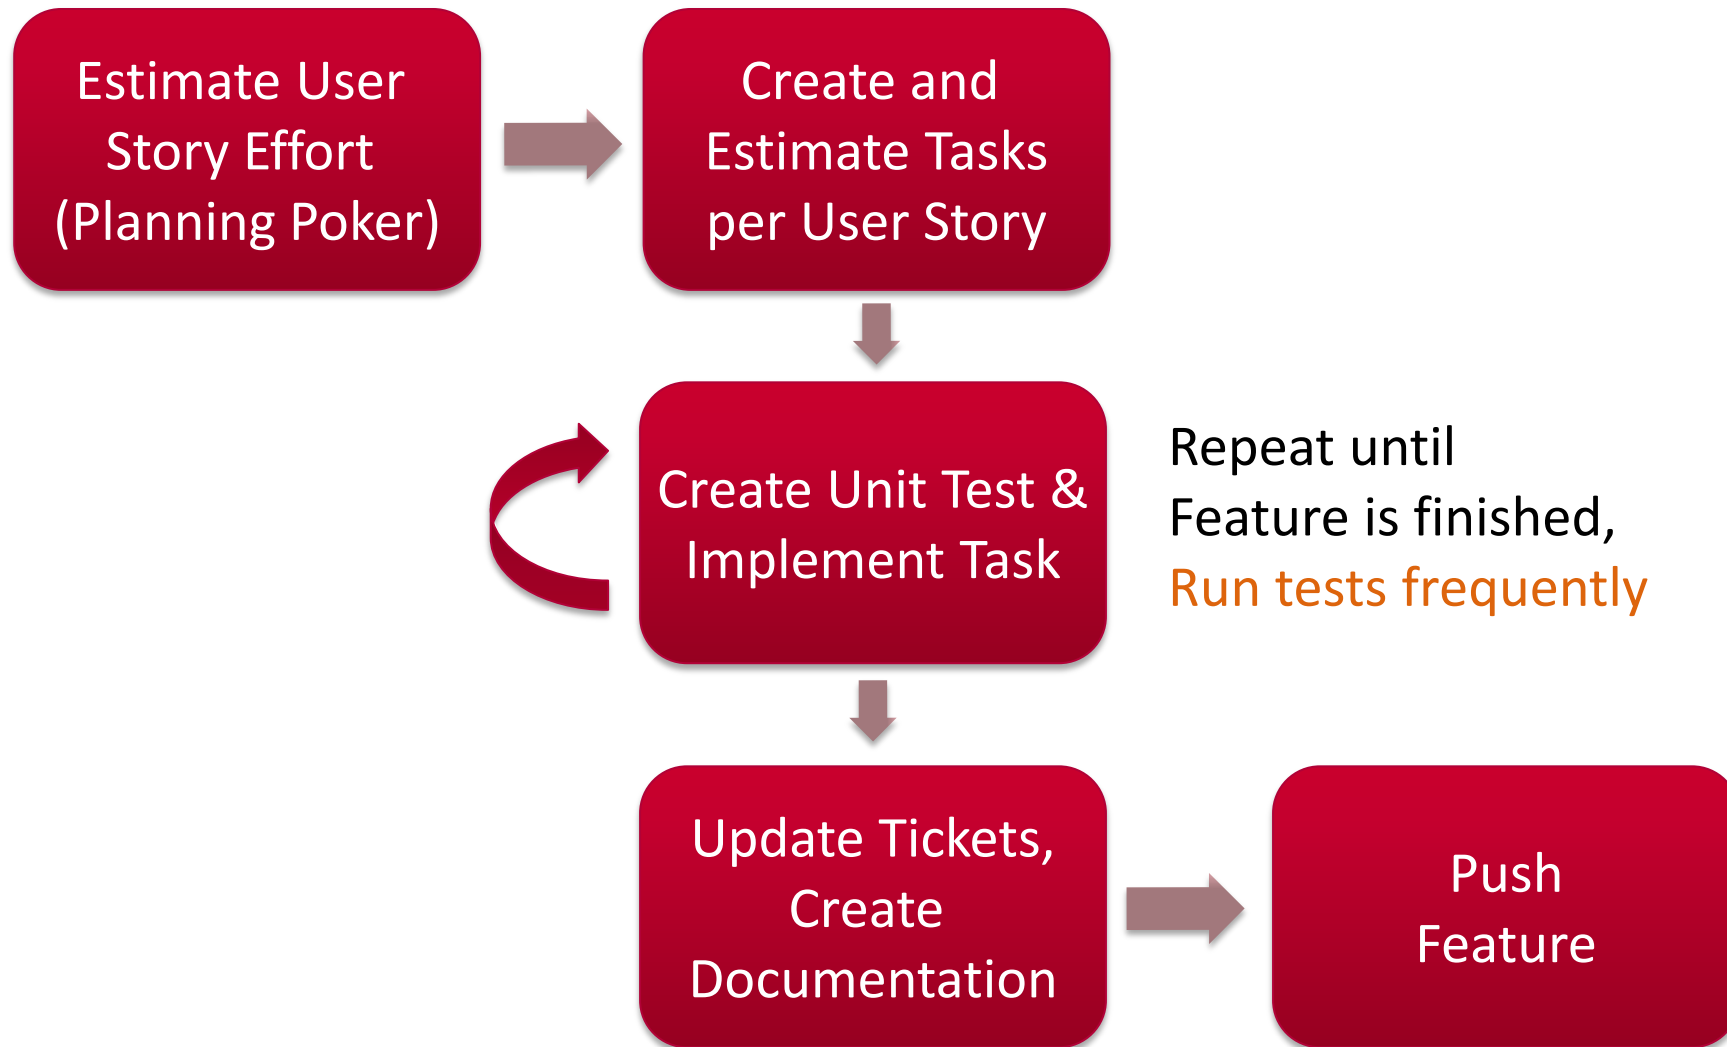 Estimate User
Story Effort
(Planning Poker)
Create and
Estimate Tasks
per User Story
Create Unit Test &
Implement Task
Repeat until
Feature is finished,
Run tests frequently
Update Tickets,
Create
Documentation
Push
Feature